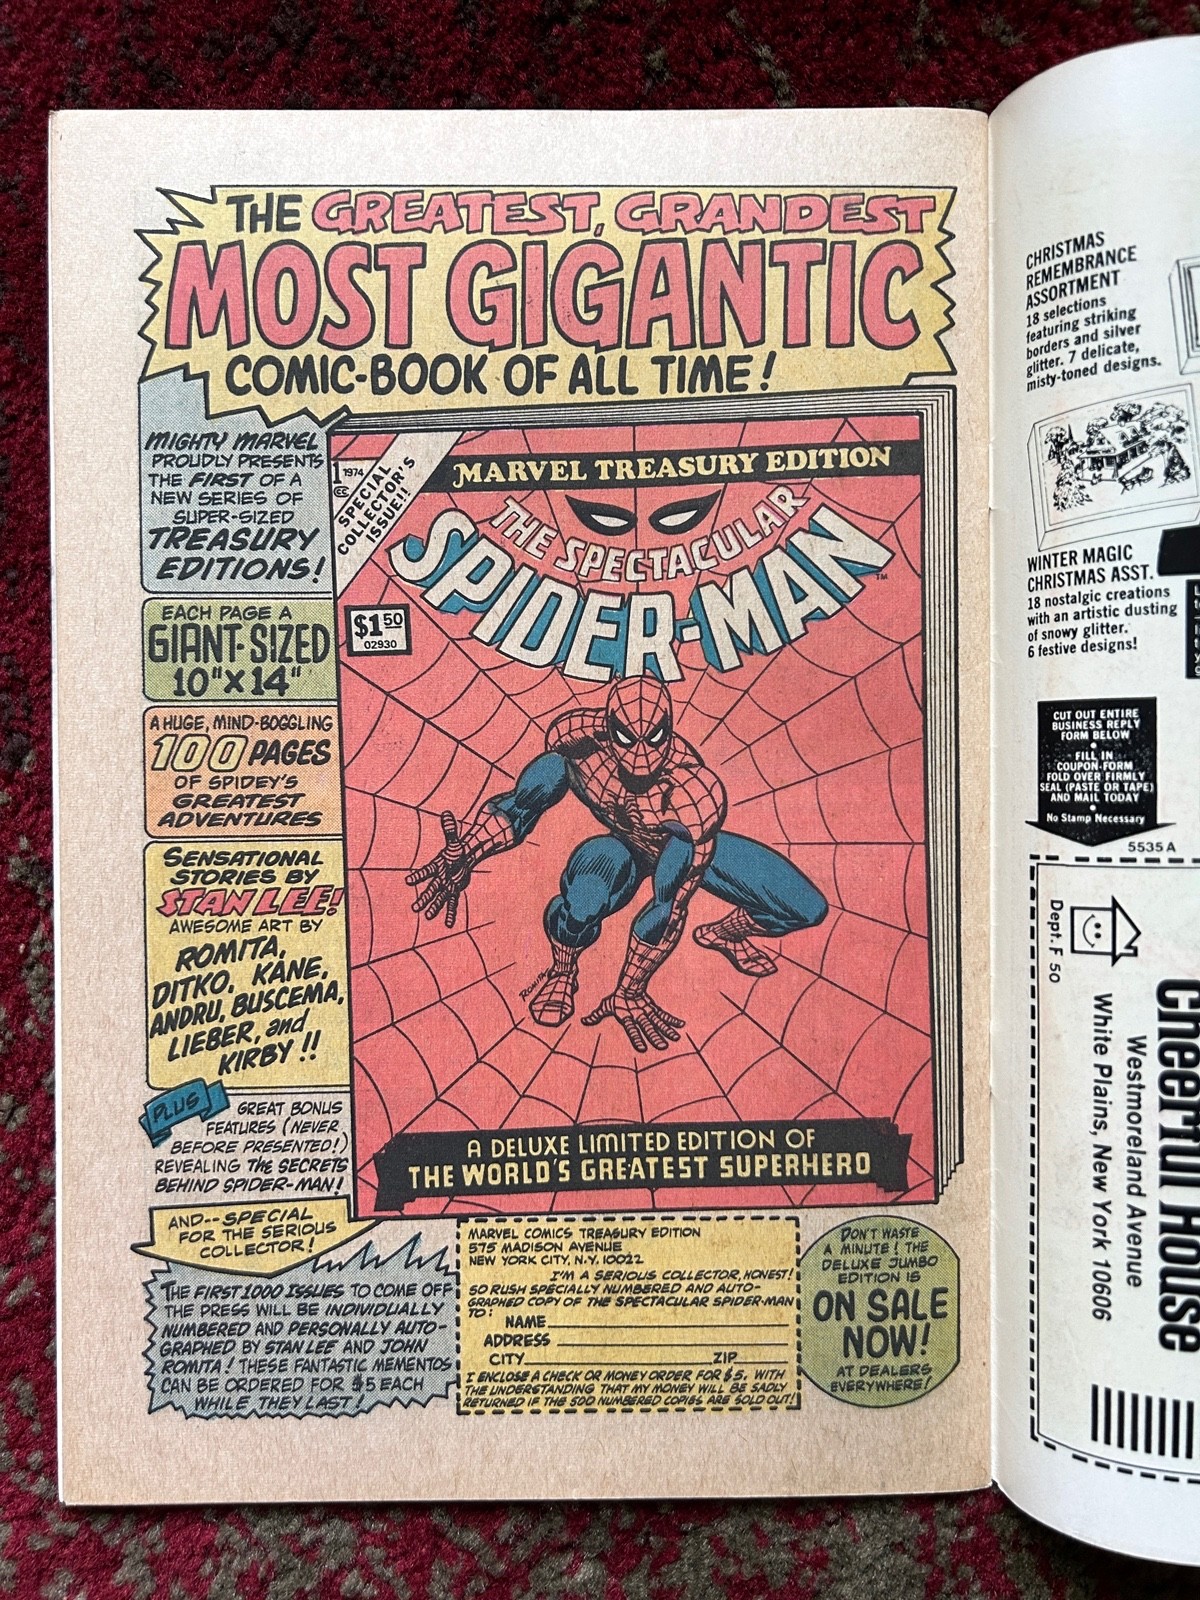 THE GREATEST, GRANDEST
MOST GIGANTIC
COMIC-BOOK OF ALL TIME!
MIGHTY MARVEL
PROUDLY PRESENTS
THE FIRST OF A
NEW SERIES OF
SUPER-SIZED
TREASURY
EDITIONS!
EACH PAGE A
GIANT-SIZED
10" X 14"
A HUGE, MIND-BOGGLING
100 PAGES
OF SPIDEY'S
GREATEST
ADVENTURES
SENSATIONAL
STORIES BY
STAN LEE!
AWESOME ART BY
ROMITA,
DITKO, KANE,
ANDRU, BUSCEMA,
LIEBER, and
KIRBY!!
PLUS
GREAT BONUS
FEATURES (NEVER
BEFORE PRESENTED!)
REVEALING THE SECRETS
BEHIND SPIDER-MAN!
AND--SPECIAL
FOR THE SERIOUS
COLLECTOR!
THE FIRST 1000 ISSUES TO COME OFF
THE PRESS WILL BE INDIVIDUALLY
NUMBERED AND PERSONALLY AUTO-
GRAPHED BY STAN LEE AND JOHN
ROMITA! THESE FANTASTIC MEMENTOS
CAN BE ORDERED FOR $5 EACH
WHILE THEY LAST!
1 1974
CC
SPECIAL
COLLECTOR'S
ISSUE!!
MARVEL TREASURY EDITION
THE SPECTACULAR
SPIDER-MAN
TM
$1 50
02930
ROMITA
A DELUXE LIMITED EDITION OF
THE WORLD'S GREATEST SUPERHERO
MARVEL COMICS TREASURY EDITION
575 MADISON AVENUE
NEW YORK CITY, N.Y. 10022
I'M A SERIOUS COLLECTOR, HONEST!
SO RUSH SPECIALLY NUMBERED AND AUTO-
GRAPHED COPY OF THE SPECTACULAR SPIDER-MAN
TO:
NAME
ADDRESS
CITY ZIP
I ENCLOSE A CHECK OR MONEY ORDER FOR $5, WITH
THE UNDERSTANDING THAT MY MONEY WILL BE SADLY
RETURNED IF THE 500 NUMBERED COPIES ARE SOLD OUT!
DON'T WASTE
A MINUTE! THE
DELUXE JUMBO
EDITION IS
ON SALE
NOW!
AT DEALERS
EVERYWHERE!
CHRISTMAS
REMEMBRANCE
ASSORTMENT
18 selections
featuring striking
borders and silver
glitter. 7 delicate,
misty-toned designs.
WINTER MAGIC
CHRISTMAS ASST.
18 nostalgic creations
with an artistic dusting
of snowy glitter.
6 festive designs!
CUT OUT ENTIRE
BUSINESS REPLY
FORM BELOW
•
FILL IN
COUPON-FORM
FOLD OVER FIRMLY
SEAL (PASTE OR TAPE)
AND MAIL TODAY
•
No Stamp Necessary
5535 A
Cheerful House
Westmoreland Avenue
White Plains, New York 10606
Dept. F 50